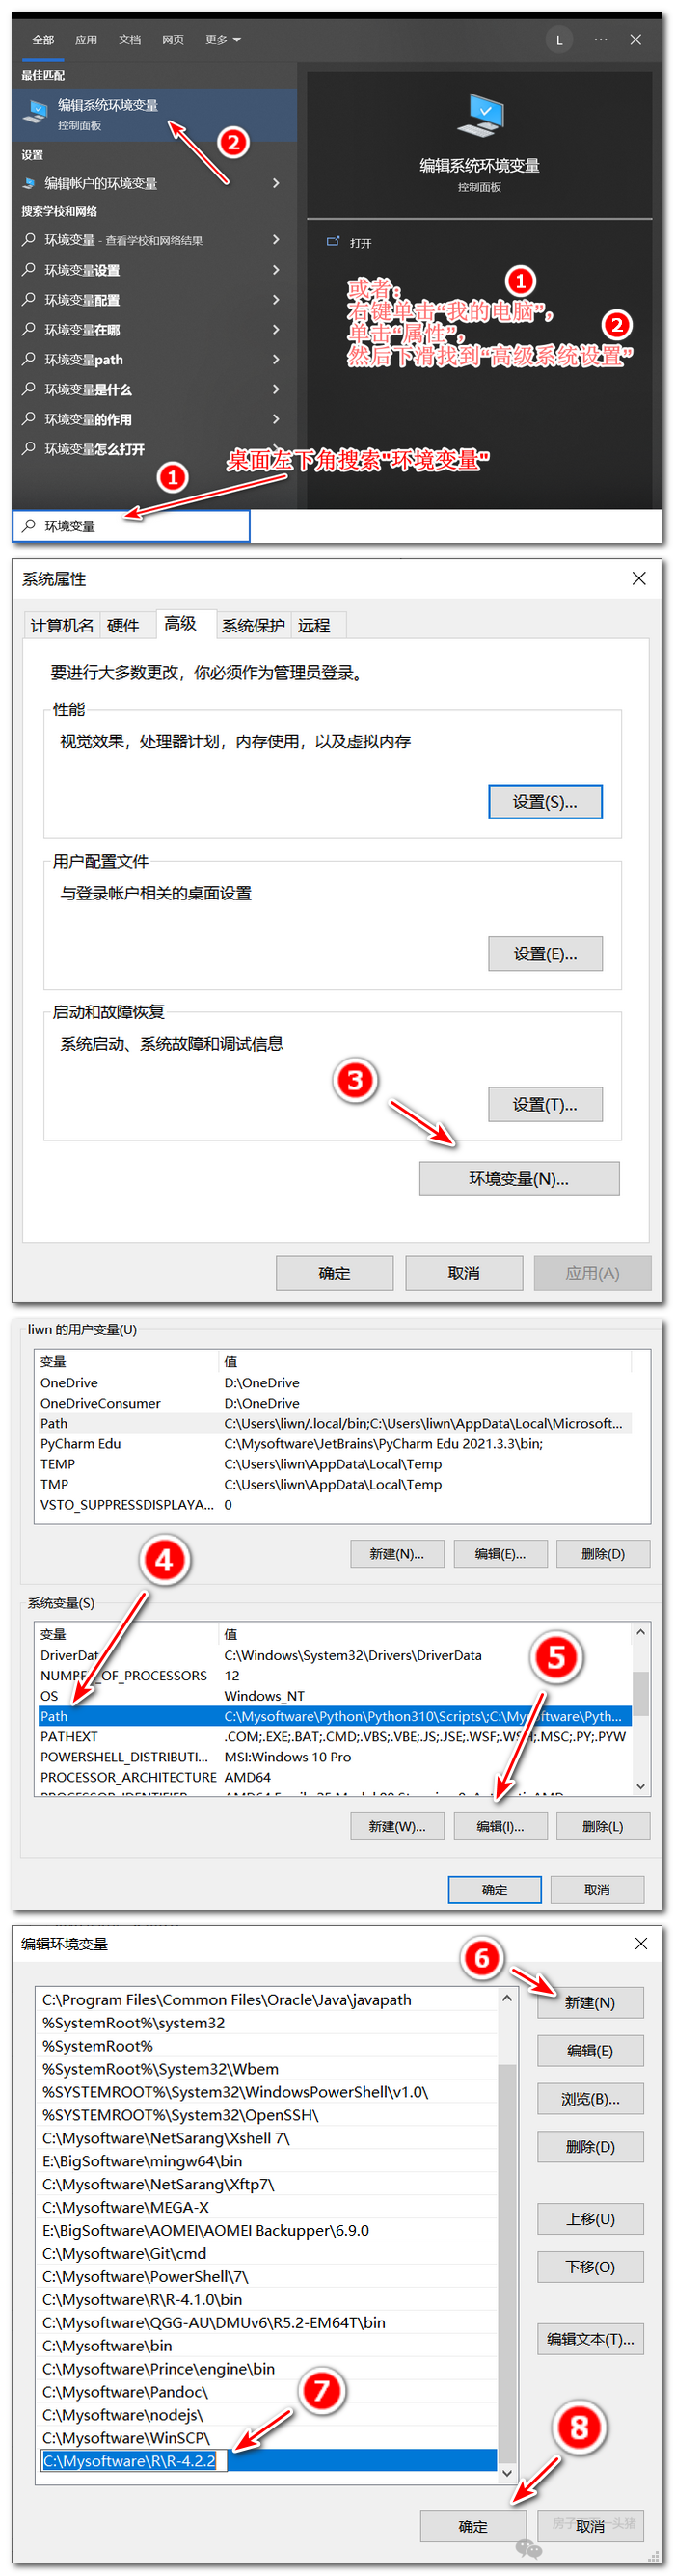 全部 应用 文档 网页 更多 L ...
最佳匹配
编辑系统环境变量
控制面板
设置
编辑帐户的环境变量
搜索学校和网络
环境变量 - 查看学校和网络结果
环境变量设置
环境变量配置
环境变量在哪
环境变量path
环境变量是什么
环境变量的作用
环境变量怎么打开
环境变量
2
1
编辑系统环境变量
控制面板
打开
或者：
右键单击“我的电脑”，
单击“属性”，
然后下滑找到“高级系统设置”
1
2
桌面左下角搜索"环境变量"
系统属性
计算机名 硬件 高级 系统保护 远程
要进行大多数更改，你必须作为管理员登录。
性能
视觉效果，处理器计划，内存使用，以及虚拟内存
设置(S)...
用户配置文件
与登录帐户相关的桌面设置
设置(E)...
启动和故障恢复
系统启动、系统故障和调试信息
3
设置(T)...
环境变量(N)...
确定 取消 应用(A)
liwn 的用户变量(U)
变量 值
OneDrive D:\OneDrive
OneDriveConsumer D:\OneDrive
Path C:\Users\liwn/.local/bin;C:\Users\liwn\AppData\Local\Microsoft...
PyCharm Edu C:\Mysoftware\JetBrains\PyCharm Edu 2021.3.3\bin;
TEMP C:\Users\liwn\AppData\Local\Temp
TMP C:\Users\liwn\AppData\Local\Temp
VSTO_SUPPRESSDISPLAYA... 0
新建(N)... 编辑(E)... 删除(D)
4
系统变量(S)
变量 值
DriverData C:\Windows\System32\Drivers\DriverData
NUMBER_OF_PROCESSORS 12
OS Windows_NT
Path C:\Mysoftware\Python\Python310\Scripts\;C:\Mysoftware\Pyth...
PATHEXT .COM;.EXE;.BAT;.CMD;.VBS;.VBE;.JS;.JSE;.WSF;.WSH;.MSC;.PY;.PYW
POWERSHELL_DISTRIBUTI... MSI:Windows 10 Pro
PROCESSOR_ARCHITECTURE AMD64
5
新建(W)... 编辑(I)... 删除(L)
确定 取消
编辑环境变量
6
C:\Program Files\Common Files\Oracle\Java\javapath
%SystemRoot%\system32
%SystemRoot%
%SystemRoot%\System32\Wbem
%SYSTEMROOT%\System32\WindowsPowerShell\v1.0\
%SYSTEMROOT%\System32\OpenSSH\
C:\Mysoftware\NetSarang\Xshell 7\
E:\BigSoftware\mingw64\bin
C:\Mysoftware\NetSarang\Xftp7\
C:\Mysoftware\MEGA-X
E:\BigSoftware\AOMEI\AOMEI Backupper\6.9.0
C:\Mysoftware\Git\cmd
C:\Mysoftware\PowerShell\7\
C:\Mysoftware\R\R-4.1.0\bin
C:\Mysoftware\QGG-AU\DMUv6\R5.2-EM64T\bin
C:\Mysoftware\bin
C:\Mysoftware\Prince\engine\bin
C:\Mysoftware\Pandoc\
C:\Mysoftware\nodejs\
C:\Mysoftware\WinSCP\
C:\Mysoftware\R\R-4.2.2
新建(N)
编辑(E)
浏览(B)...
删除(D)
上移(U)
下移(O)
编辑文本(T)...
7
8
确定 取消